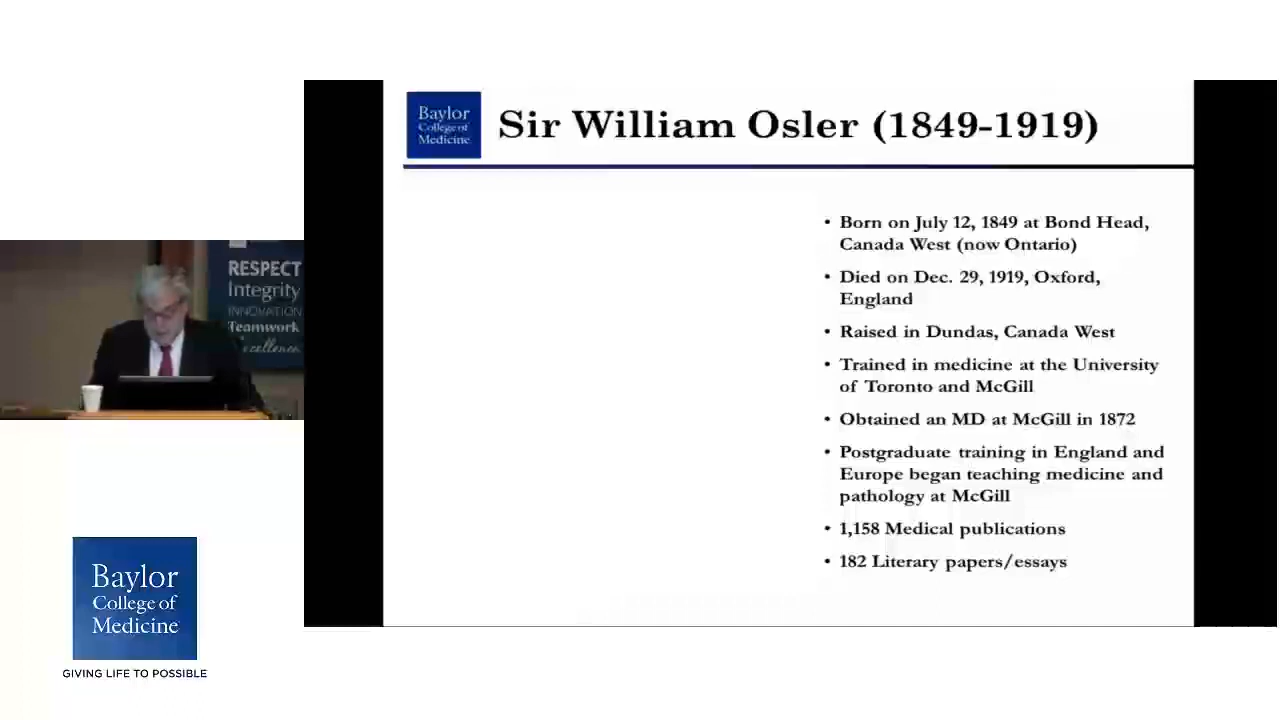 Baylor
College of
Medicine
Sir William Osler (1849-1919)
• Born on July 12, 1849 at Bond Head,
Canada West (now Ontario)
• Died on Dec. 29, 1919, Oxford,
England
• Raised in Dundas, Canada West
• Trained in medicine at the University
of Toronto and McGill
• Obtained an MD at McGill in 1872
• Postgraduate training in England and
Europe began teaching medicine and
pathology at McGill
• 1,158 Medical publications
• 182 Literary papers/essays
RESPECT
Integrity
INNOVATION
Teamwork
Excellence
Baylor
College of
Medicine
GIVING LIFE TO POSSIBLE